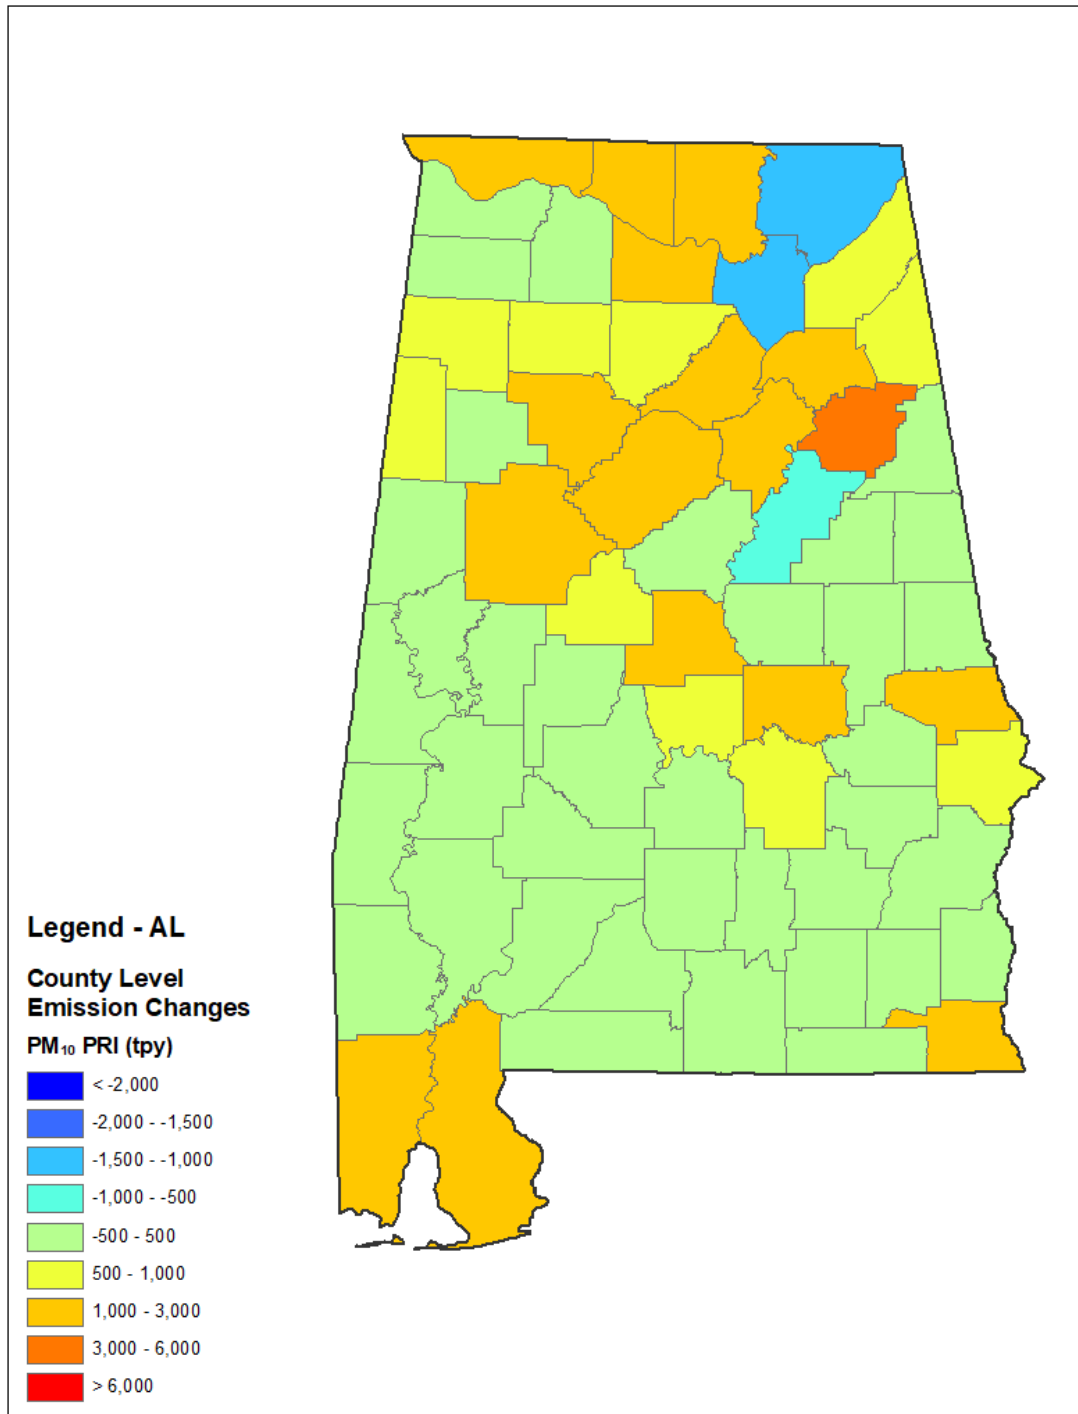 Legend - AL
County Level
Emission Changes
PM₁₀ PRI (tpy)
< -2,000
-2,000 - -1,500
-1,500 - -1,000
-1,000 - -500
-500 - 500
500 - 1,000
1,000 - 3,000
3,000 - 6,000
> 6,000